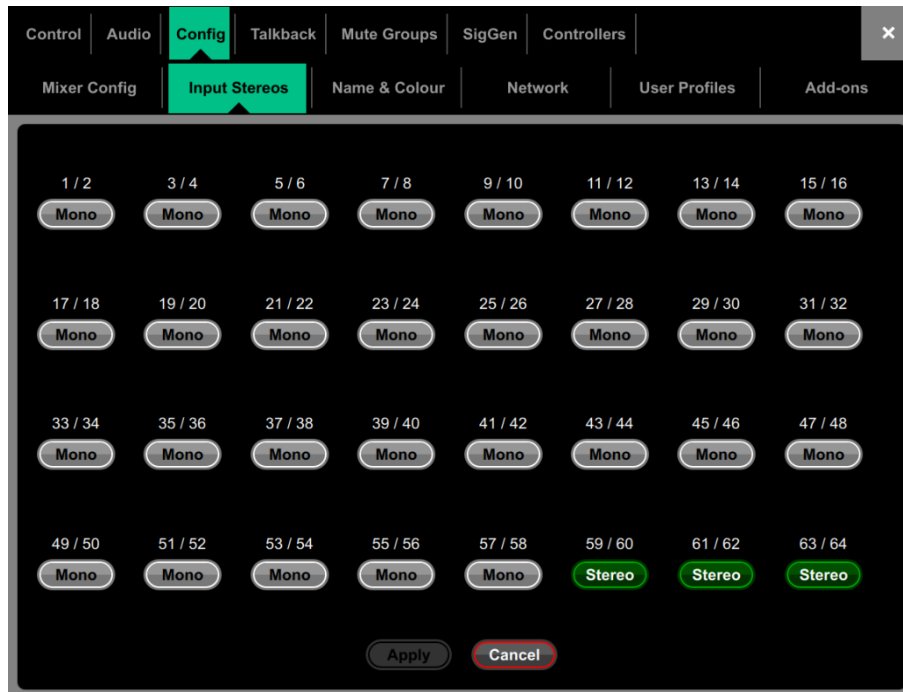 Control Audio Config Talkback Mute Groups SigGen Controllers ×
Mixer Config Input Stereos Name & Colour Network User Profiles Add-ons
1 / 2 3 / 4 5 / 6 7 / 8 9 / 10 11 / 12 13 / 14 15 / 16
Mono Mono Mono Mono Mono Mono Mono Mono
17 / 18 19 / 20 21 / 22 23 / 24 25 / 26 27 / 28 29 / 30 31 / 32
Mono Mono Mono Mono Mono Mono Mono Mono
33 / 34 35 / 36 37 / 38 39 / 40 41 / 42 43 / 44 45 / 46 47 / 48
Mono Mono Mono Mono Mono Mono Mono Mono
49 / 50 51 / 52 53 / 54 55 / 56 57 / 58 59 / 60 61 / 62 63 / 64
Mono Mono Mono Mono Mono Stereo Stereo Stereo
Apply Cancel